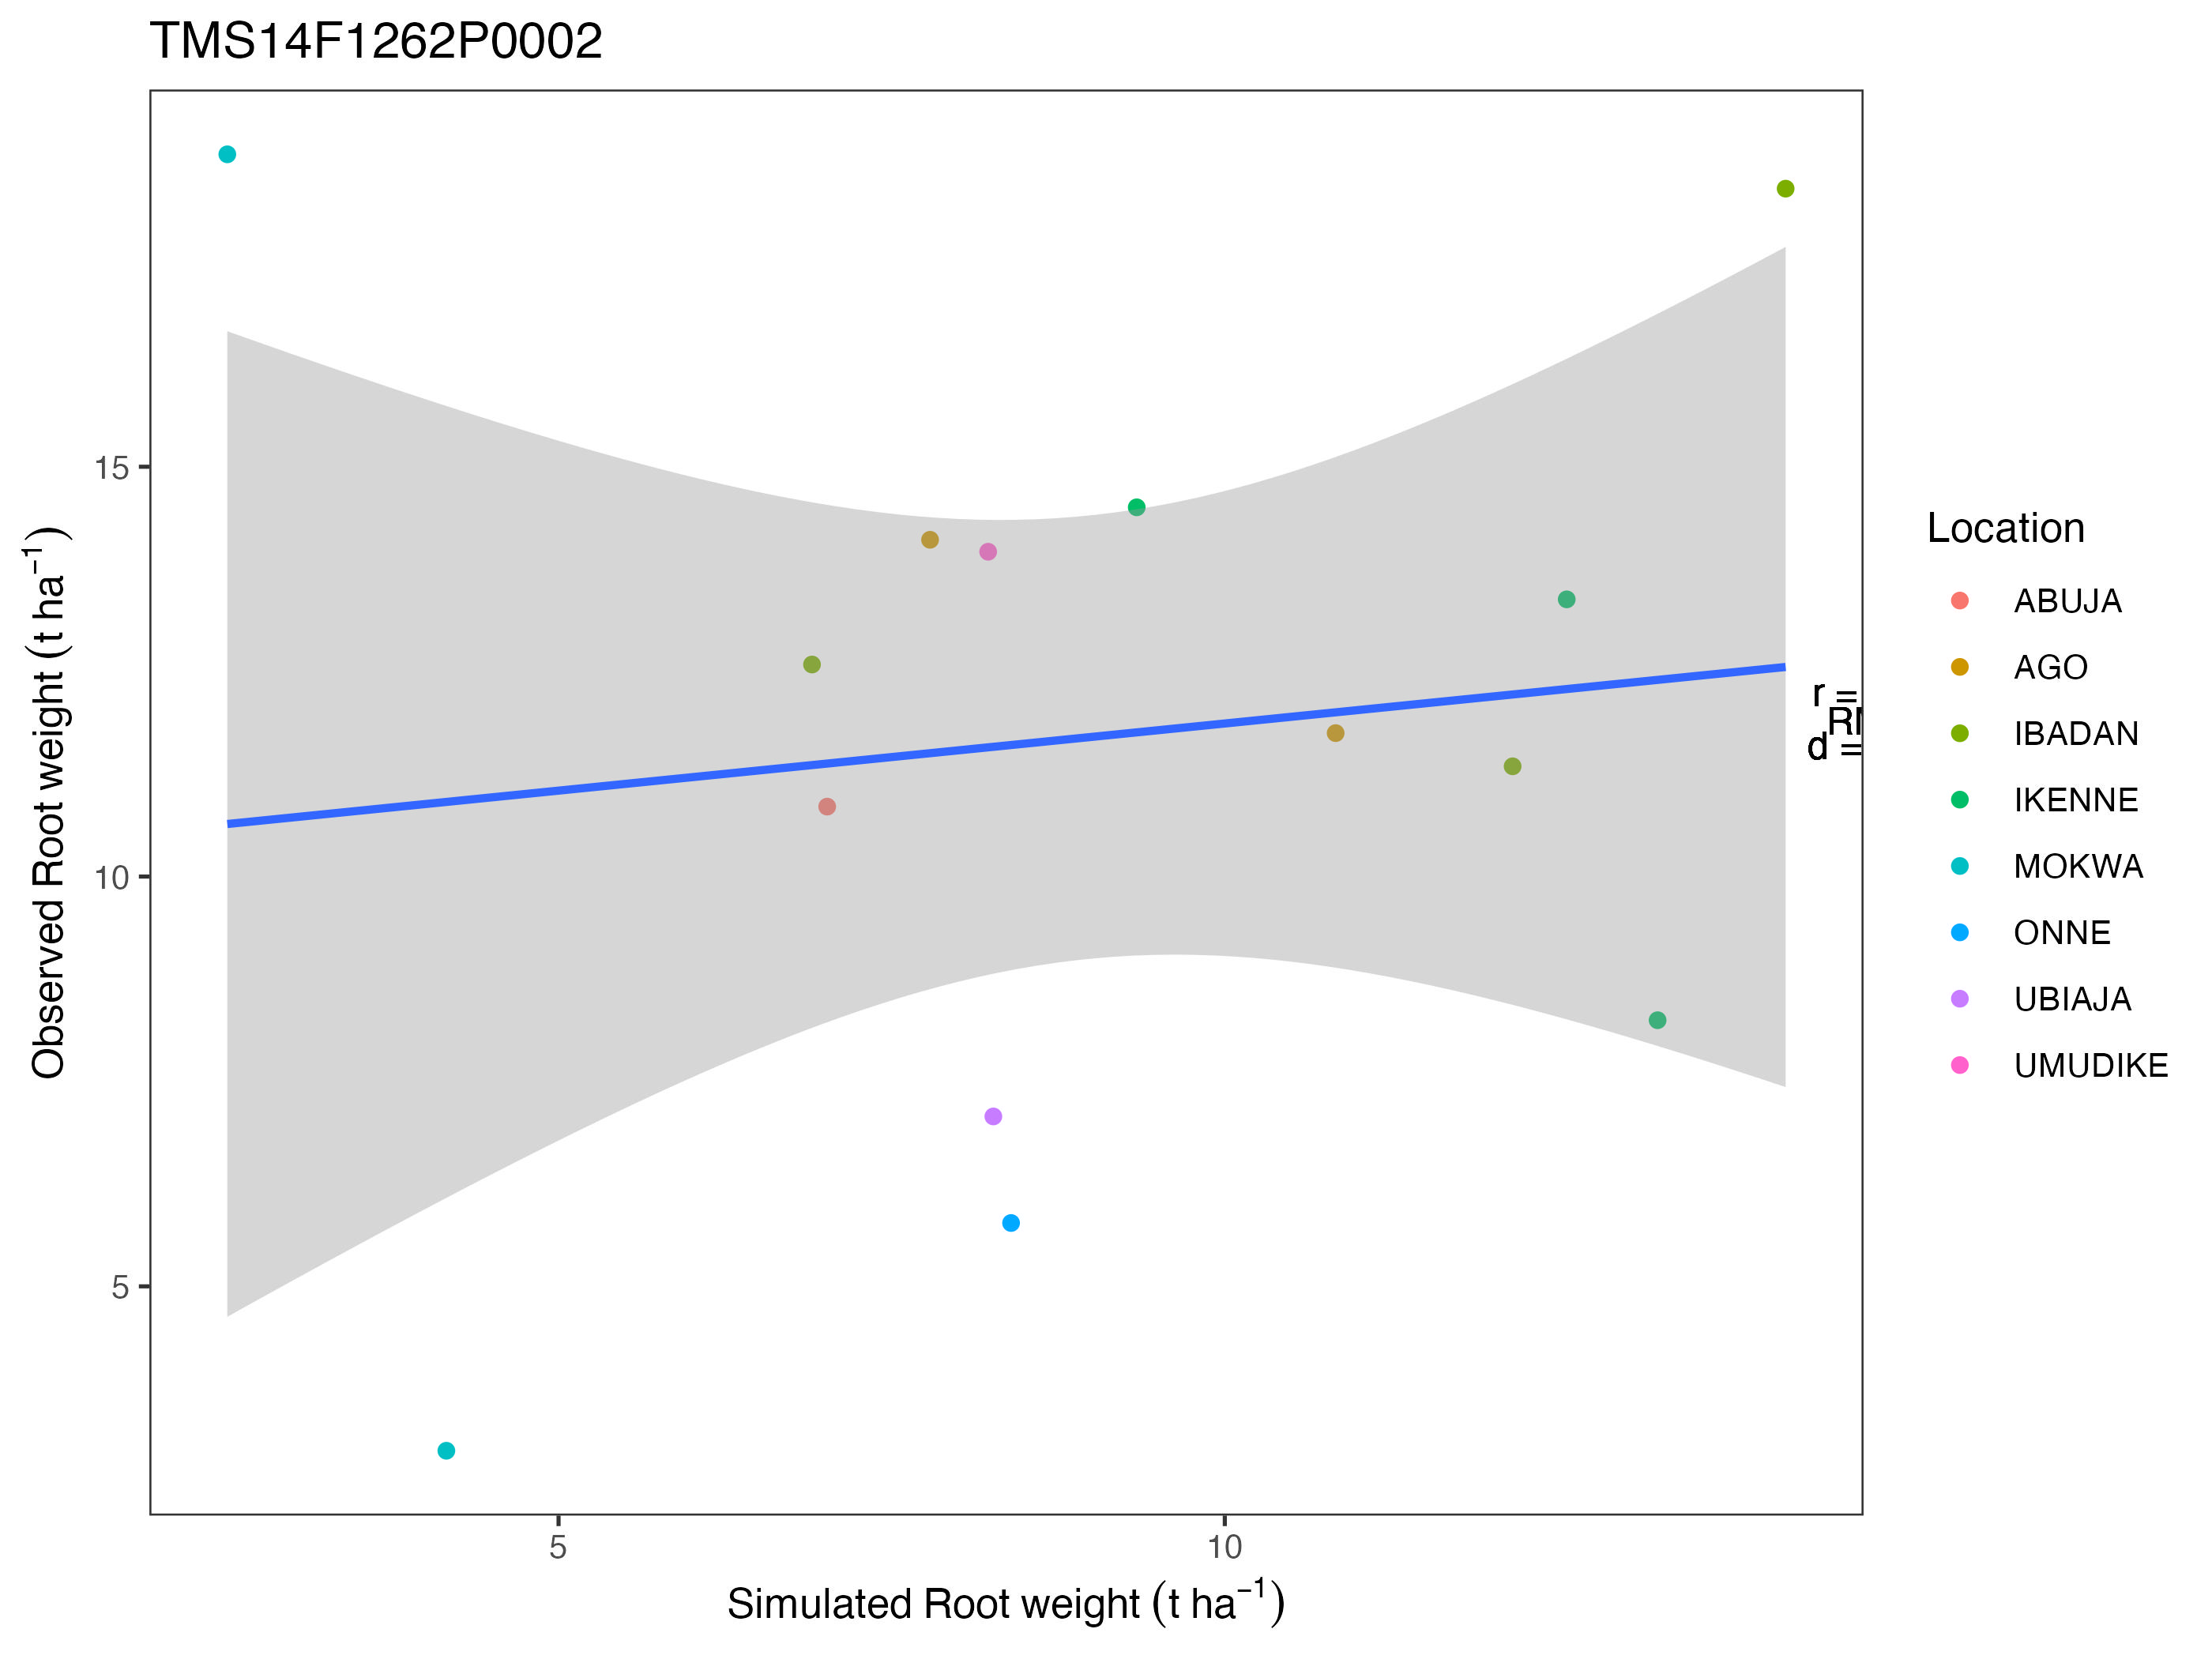 TMS14F1262P0002
Observed Root weight (t ha⁻¹)
15
10
5
r =
d =
5
10
Simulated Root weight (t ha⁻¹)
Location
ABUJA
AGO
IBADAN
IKENNE
MOKWA
ONNE
UBIAJA
UMUDIKE